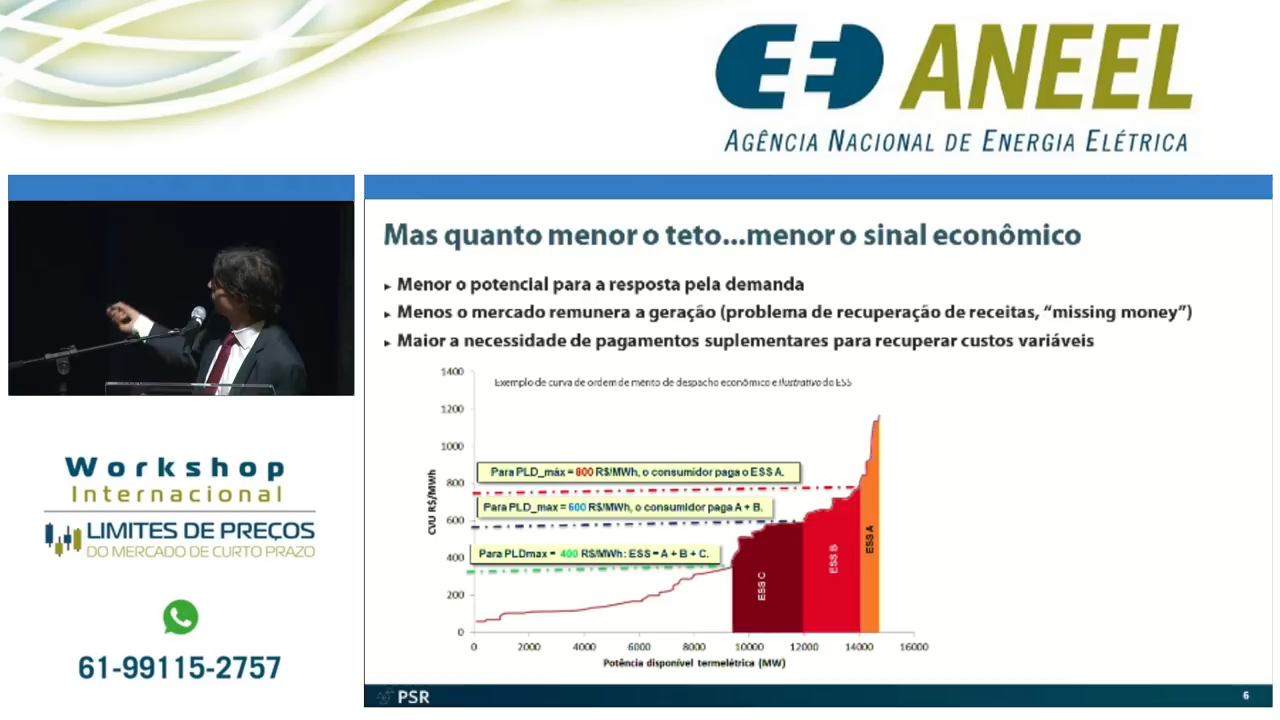 ANEEL
AGÊNCIA NACIONAL DE ENERGIA ELÉTRICA
Mas quanto menor o teto...menor o sinal econômico
▸ Menor o potencial para a resposta pela demanda
▸ Menos o mercado remunera a geração (problema de recuperação de receitas, “missing money”)
▸ Maior a necessidade de pagamentos suplementares para recuperar custos variáveis
Exemplo de curva de ordem de mérito de despacho econômico e ilustrativo do ESS
1400
1200
1000
800
600
400
200
0
CVU R$/MWh
Para PLD_máx = 800 R$/MWh, o consumidor paga o ESS A.
Para PLD_max = 600 R$/MWh, o consumidor paga A + B.
Para PLDmax = 400 R$/MWh: ESS = A + B + C.
ESS C
ESS B
ESS A
0 2000 4000 6000 8000 10000 12000 14000 16000
Potência disponível termelétrica (MW)
PSR
6
Workshop
Internacional
LIMITES DE PREÇOS
DO MERCADO DE CURTO PRAZO
61-99115-2757